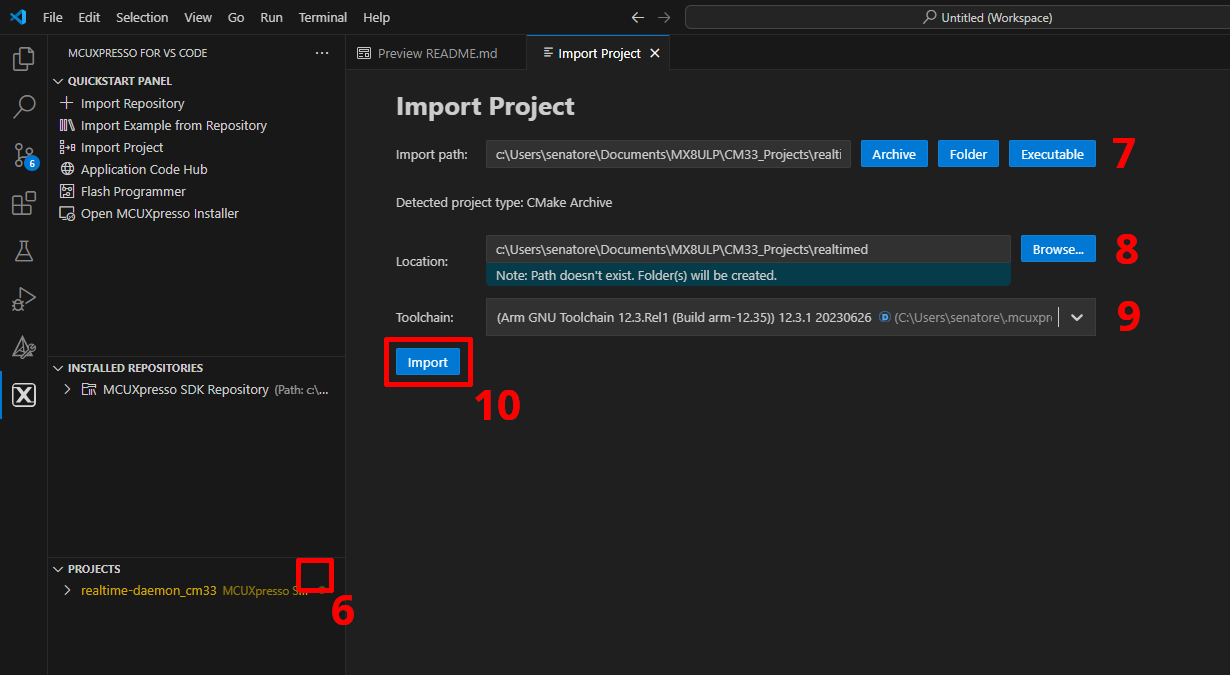 File Edit Selection View Go Run Terminal Help Untitled (Workspace)
MCUXPRESSO FOR VS CODE ...
Preview README.md Import Project
QUICKSTART PANEL
Import Repository
Import Example from Repository
Import Project
Application Code Hub
Flash Programmer
Open MCUXpresso Installer
6
Import Project
Import path: c:\Users\senatore\Documents\MX8ULP\CM33_Projects\realti Archive Folder Executable 7
Detected project type: CMake Archive
Location: c:\Users\senatore\Documents\MX8ULP\CM33_Projects\realtimed Browse... 8
Note: Path doesn't exist. Folder(s) will be created.
Toolchain: (Arm GNU Toolchain 12.3.Rel1 (Build arm-12.35)) 12.3.1 20230626 (C:\Users\senatore\.mcuxpr 9
Import
10
INSTALLED REPOSITORIES
MCUXpresso SDK Repository (Path: c:\...
PROJECTS
realtime-daemon_cm33 MCUXpresso S...
6